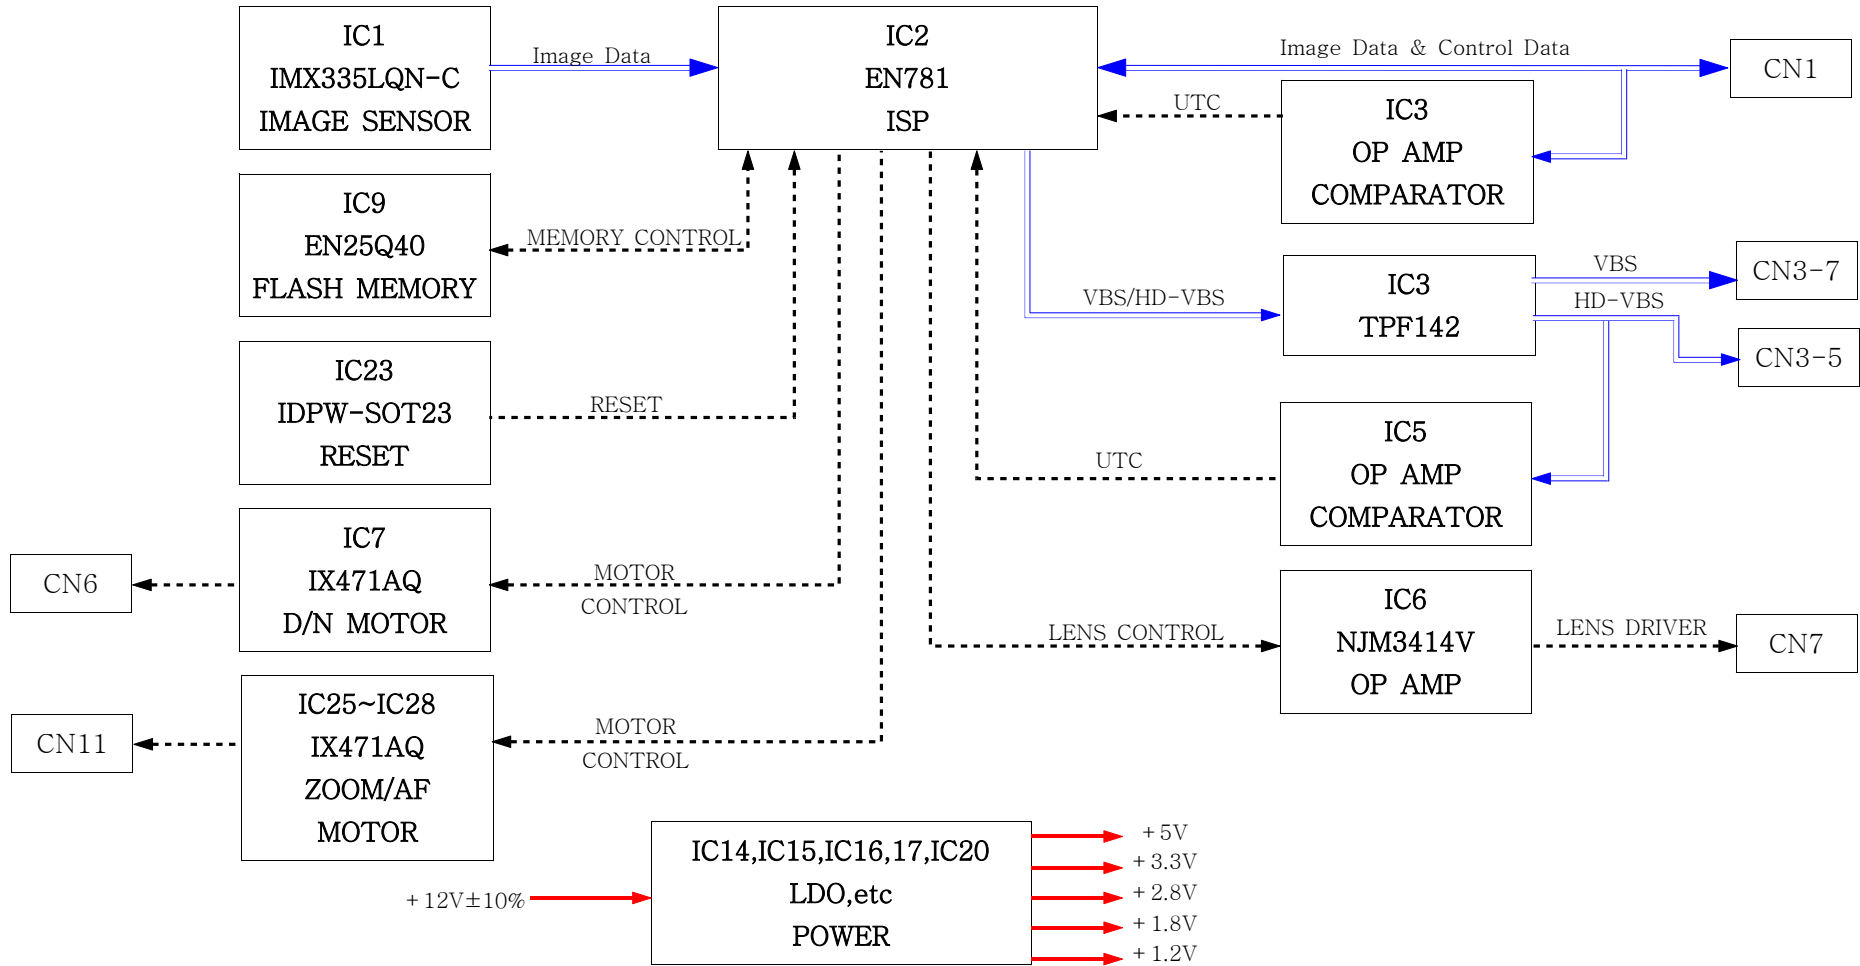 IC1
IMX335LQN-C
IMAGE SENSOR
Image Data
IC2
EN781
ISP
Image Data & Control Data
CN1
UTC
IC3
OP AMP
COMPARATOR
IC9
EN25Q40
FLASH MEMORY
MEMORY CONTROL
VBS/HD-VBS
IC3
TPF142
VBS
CN3-7
HD-VBS
CN3-5
IC23
IDPW-SOT23
RESET
RESET
UTC
IC5
OP AMP
COMPARATOR
CN6
IC7
IX471AQ
D/N MOTOR
MOTOR
CONTROL
LENS CONTROL
IC6
NJM3414V
OP AMP
LENS DRIVER
CN7
CN11
IC25~IC28
IX471AQ
ZOOM/AF
MOTOR
MOTOR
CONTROL
+12V±10%
IC14,IC15,IC16,17,IC20
LDO,etc
POWER
+5V
+3.3V
+2.8V
+1.8V
+1.2V